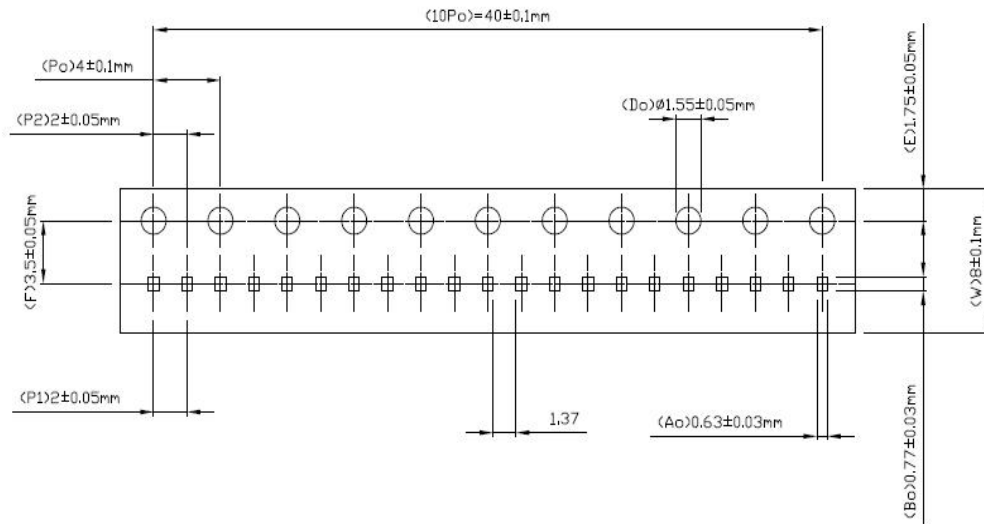 (10Po)=40±0.1mm
(Po)4±0.1mm
(P2)2±0.05mm
(Do)Ø1.55±0.05mm
(E)1.75±0.05mm
(F)3.5±0.05mm
(W)8±0.1mm
(P1)2±0.05mm
1.37
(Ao)0.63±0.03mm
(Bo)0.77±0.03mm